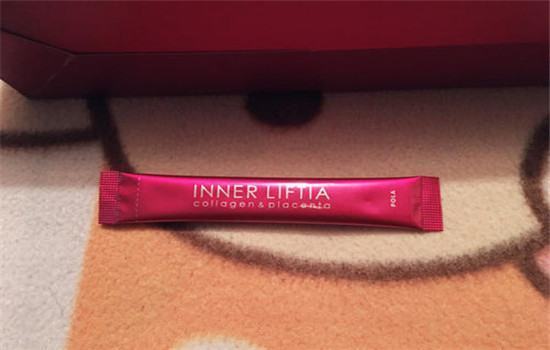 INNER LIFTIA
collagen & placenta
POLA